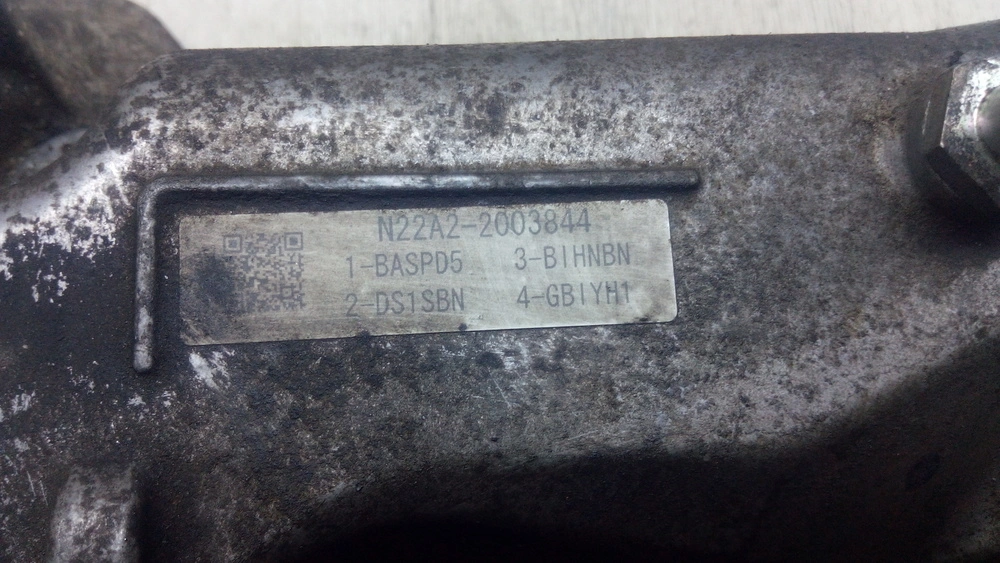 N22A2-2003844
1-BASPD5 3-BIHNBN
2-DS1SBN 4-GBIYH1